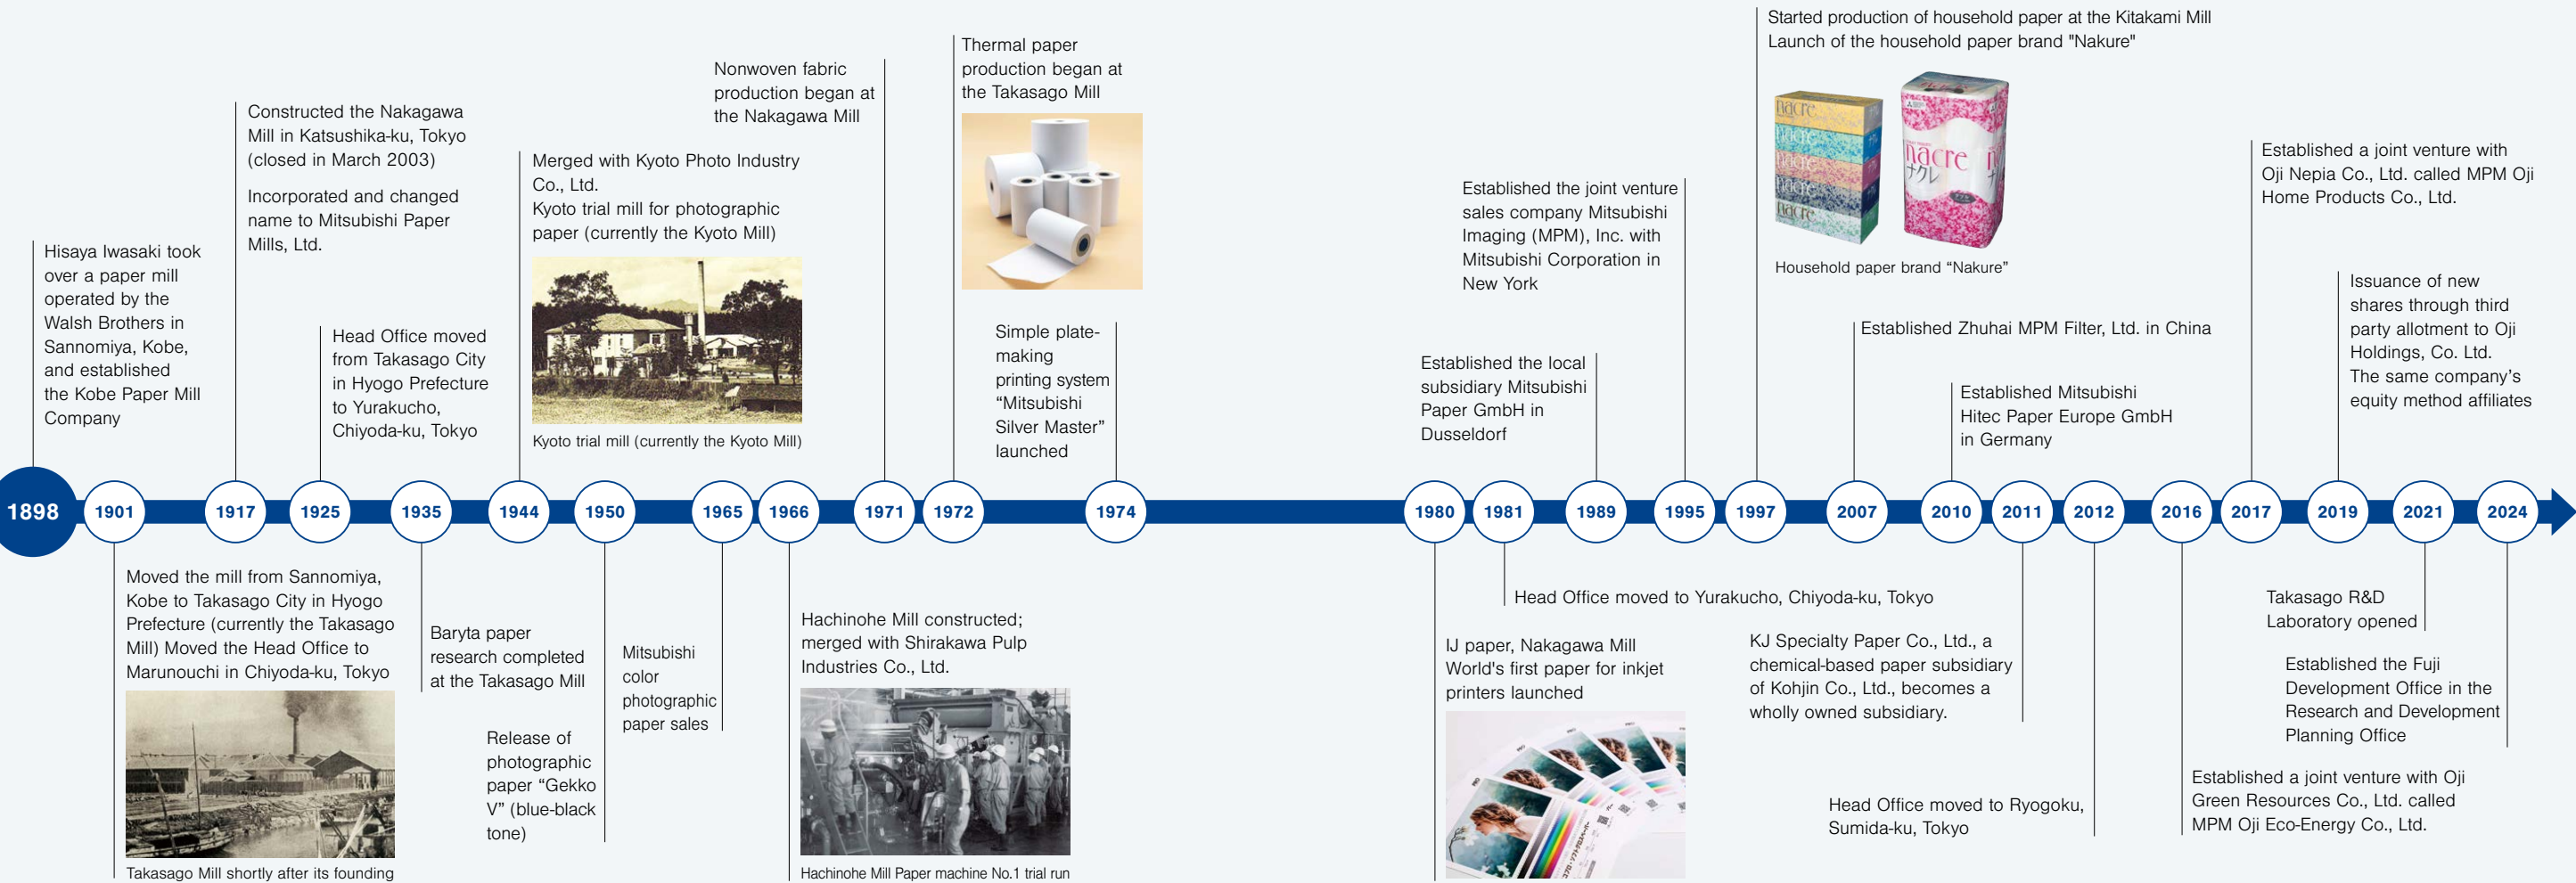 Hisaya Iwasaki took
over a paper mill
operated by the
Walsh Brothers in
Sannomiya, Kobe,
and established
the Kobe Paper Mill
Company
Constructed the Nakagawa
Mill in Katsushika-ku, Tokyo
(closed in March 2003)
Incorporated and changed
name to Mitsubishi Paper
Mills, Ltd.
Head Office moved
from Takasago City
in Hyogo Prefecture
to Yurakucho,
Chiyoda-ku, Tokyo
Merged with Kyoto Photo Industry
Co., Ltd.
Kyoto trial mill for photographic
paper (currently the Kyoto Mill)
Kyoto trial mill (currently the Kyoto Mill)
Nonwoven fabric
production began at
the Nakagawa Mill
Thermal paper
production began at
the Takasago Mill
Simple plate-
making
printing system
“Mitsubishi
Silver Master”
launched
Established the local
subsidiary Mitsubishi
Paper GmbH in
Dusseldorf
Established the joint venture
sales company Mitsubishi
Imaging (MPM), Inc. with
Mitsubishi Corporation in
New York
Started production of household paper at the Kitakami Mill
Launch of the household paper brand "Nakure"
nacre
nacre
nacre
nacre
nacre
nacre
ナクレ
Household paper brand “Nakure”
Established Zhuhai MPM Filter, Ltd. in China
Established Mitsubishi
Hitec Paper Europe GmbH
in Germany
Established a joint venture with
Oji Nepia Co., Ltd. called MPM Oji
Home Products Co., Ltd.
Issuance of new
shares through third
party allotment to Oji
Holdings, Co. Ltd.
The same company’s
equity method affiliates
1898
1901
1917
1925
1935
1944
1950
1965
1966
1971
1972
1974
1980
1981
1989
1995
1997
2007
2010
2011
2012
2016
2017
2019
2021
2024
Moved the mill from Sannomiya,
Kobe to Takasago City in Hyogo
Prefecture (currently the Takasago
Mill) Moved the Head Office to
Marunouchi in Chiyoda-ku, Tokyo
Takasago Mill shortly after its founding
Baryta paper
research completed
at the Takasago Mill
Release of
photographic
paper “Gekko
V” (blue-black
tone)
Mitsubishi
color
photographic
paper sales
Hachinohe Mill constructed;
merged with Shirakawa Pulp
Industries Co., Ltd.
Hachinohe Mill Paper machine No.1 trial run
IJ paper, Nakagawa Mill
World's first paper for inkjet
printers launched
PRO
PRO
PRO
Head Office moved to Yurakucho, Chiyoda-ku, Tokyo
KJ Specialty Paper Co., Ltd., a
chemical-based paper subsidiary
of Kohjin Co., Ltd., becomes a
wholly owned subsidiary.
Head Office moved to Ryogoku,
Sumida-ku, Tokyo
Established a joint venture with Oji
Green Resources Co., Ltd. called
MPM Oji Eco-Energy Co., Ltd.
Takasago R&D
Laboratory opened
Established the Fuji
Development Office in the
Research and Development
Planning Office